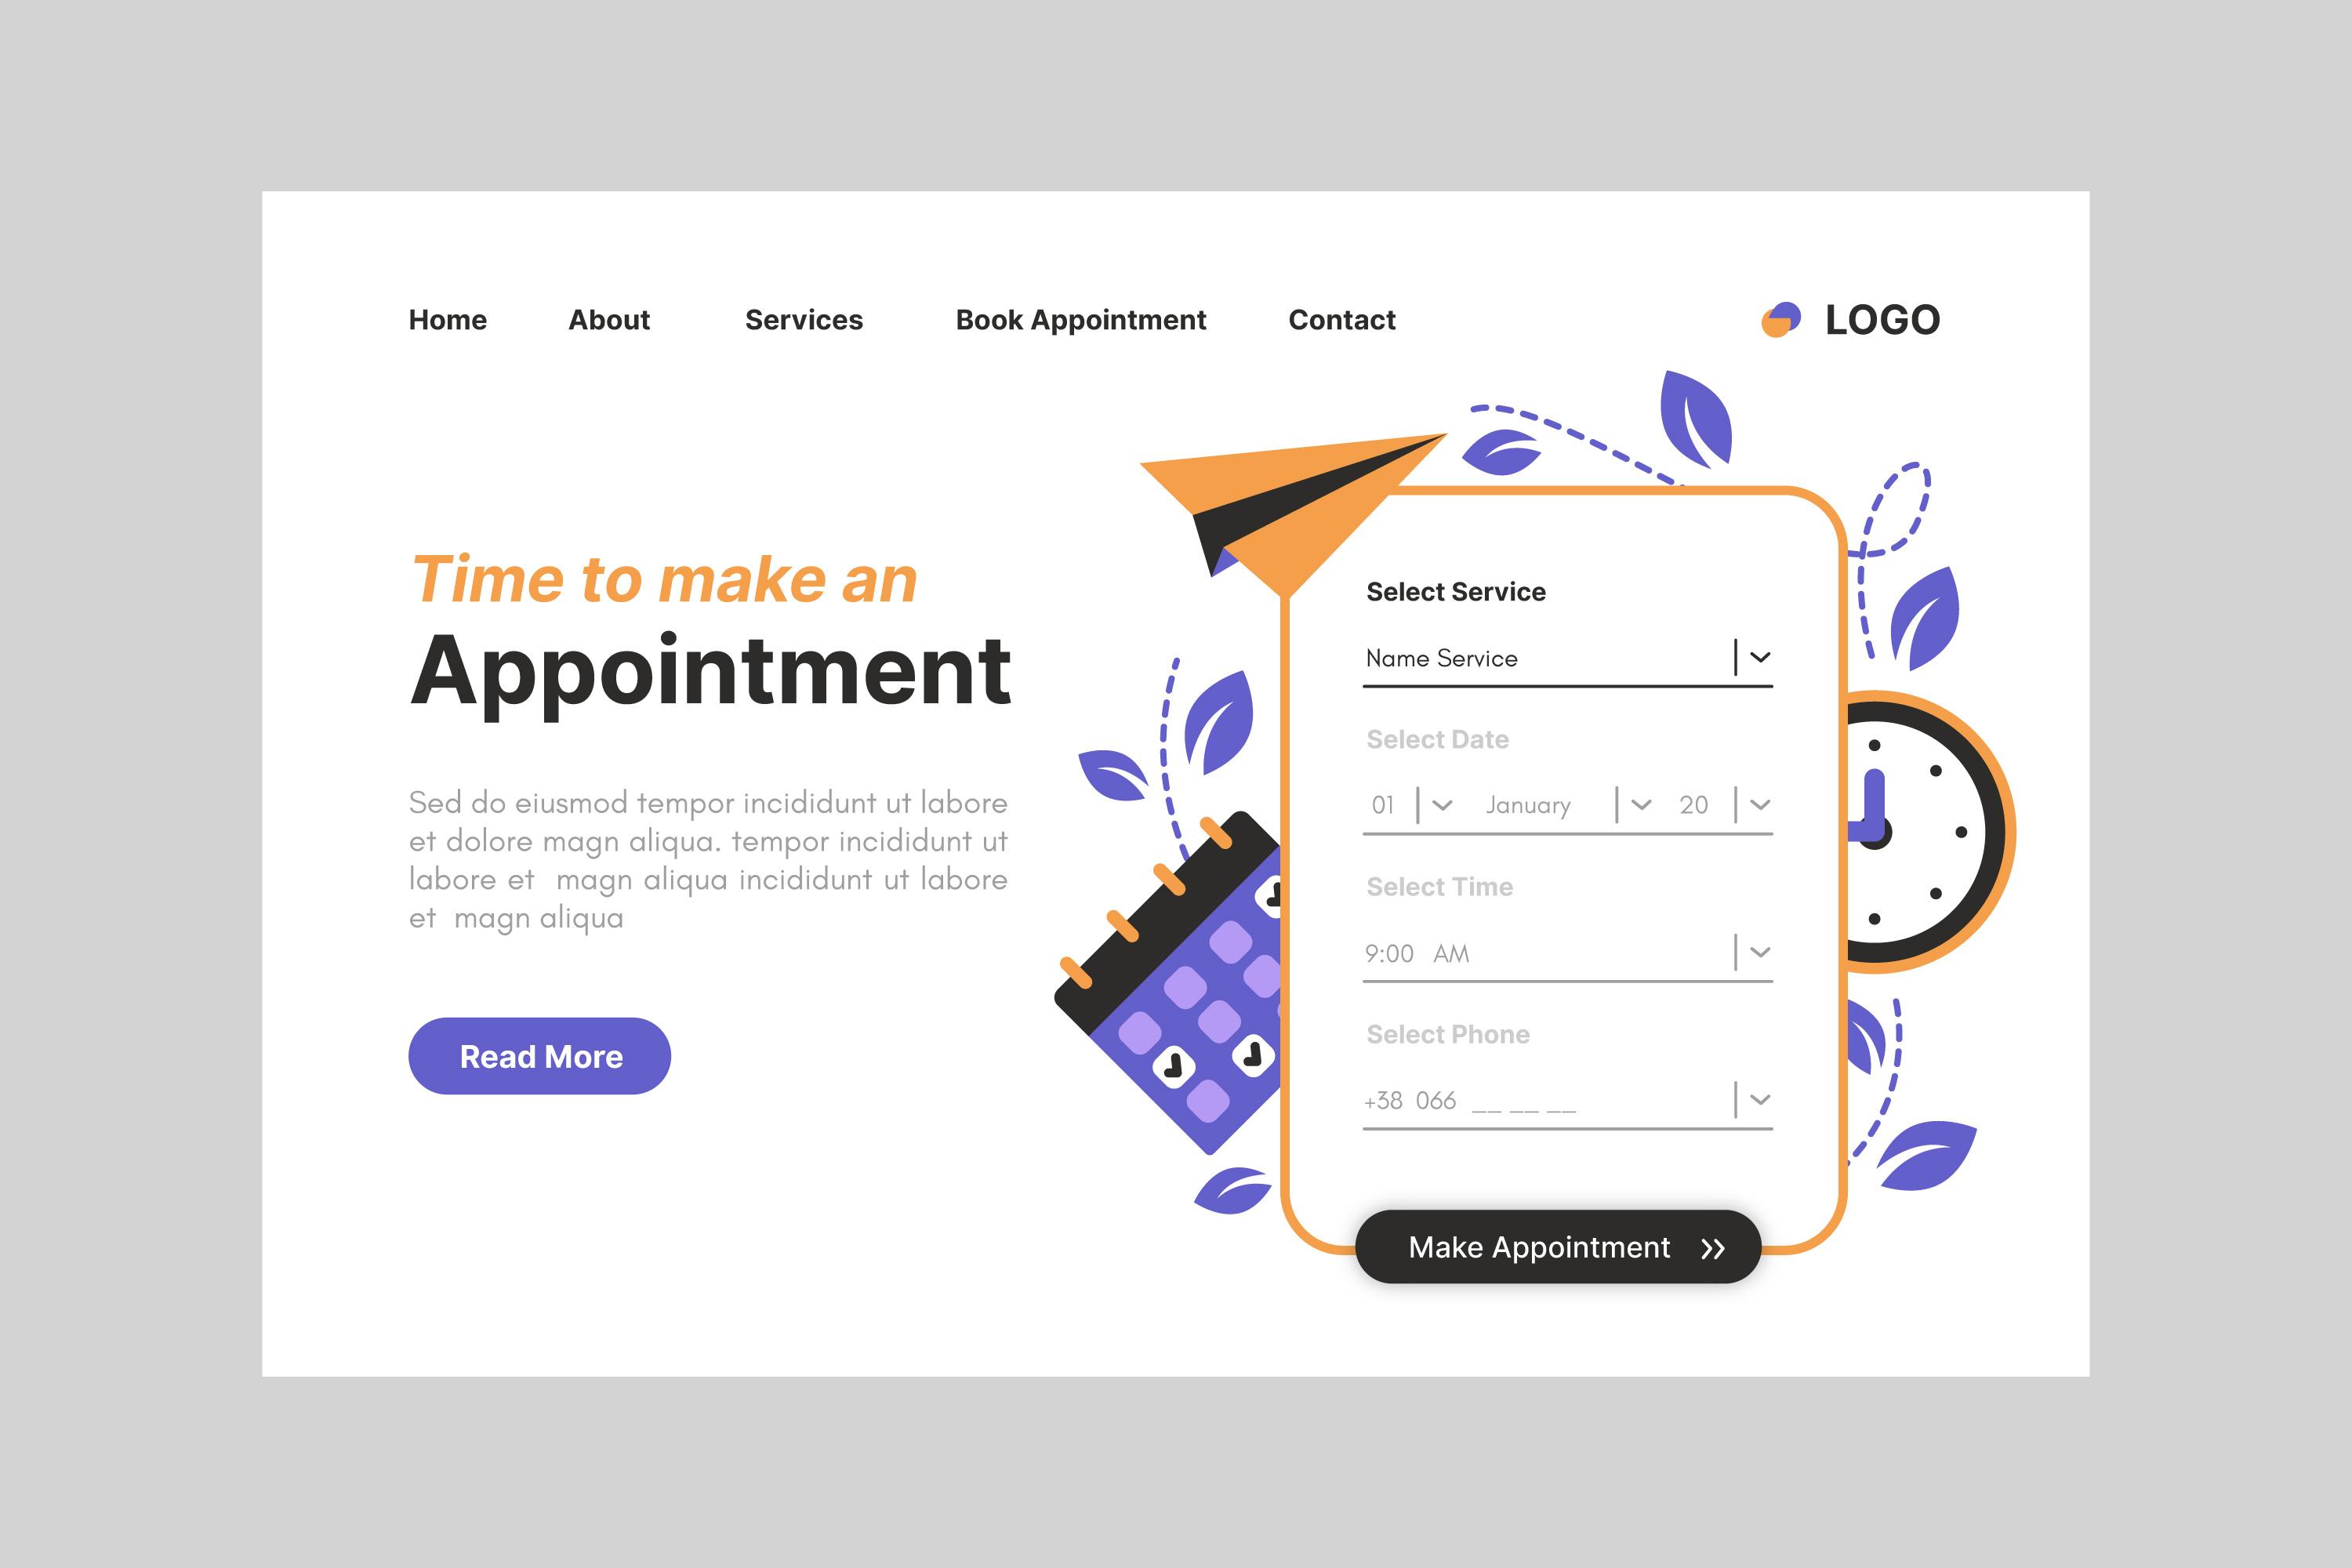 Home About Services Book Appointment Contact LOGO
Time to make an
Appointment
Sed do eiusmod tempor incididunt ut labore
et dolore magn aliqua. tempor incididunt ut
labore et magn aliqua incididunt ut labore
et magn aliqua
Read More
Select Service
Name Service
Select Date
01 January 20
Select Time
9:00 AM
Select Phone
+38 066 __ __ __
Make Appointment